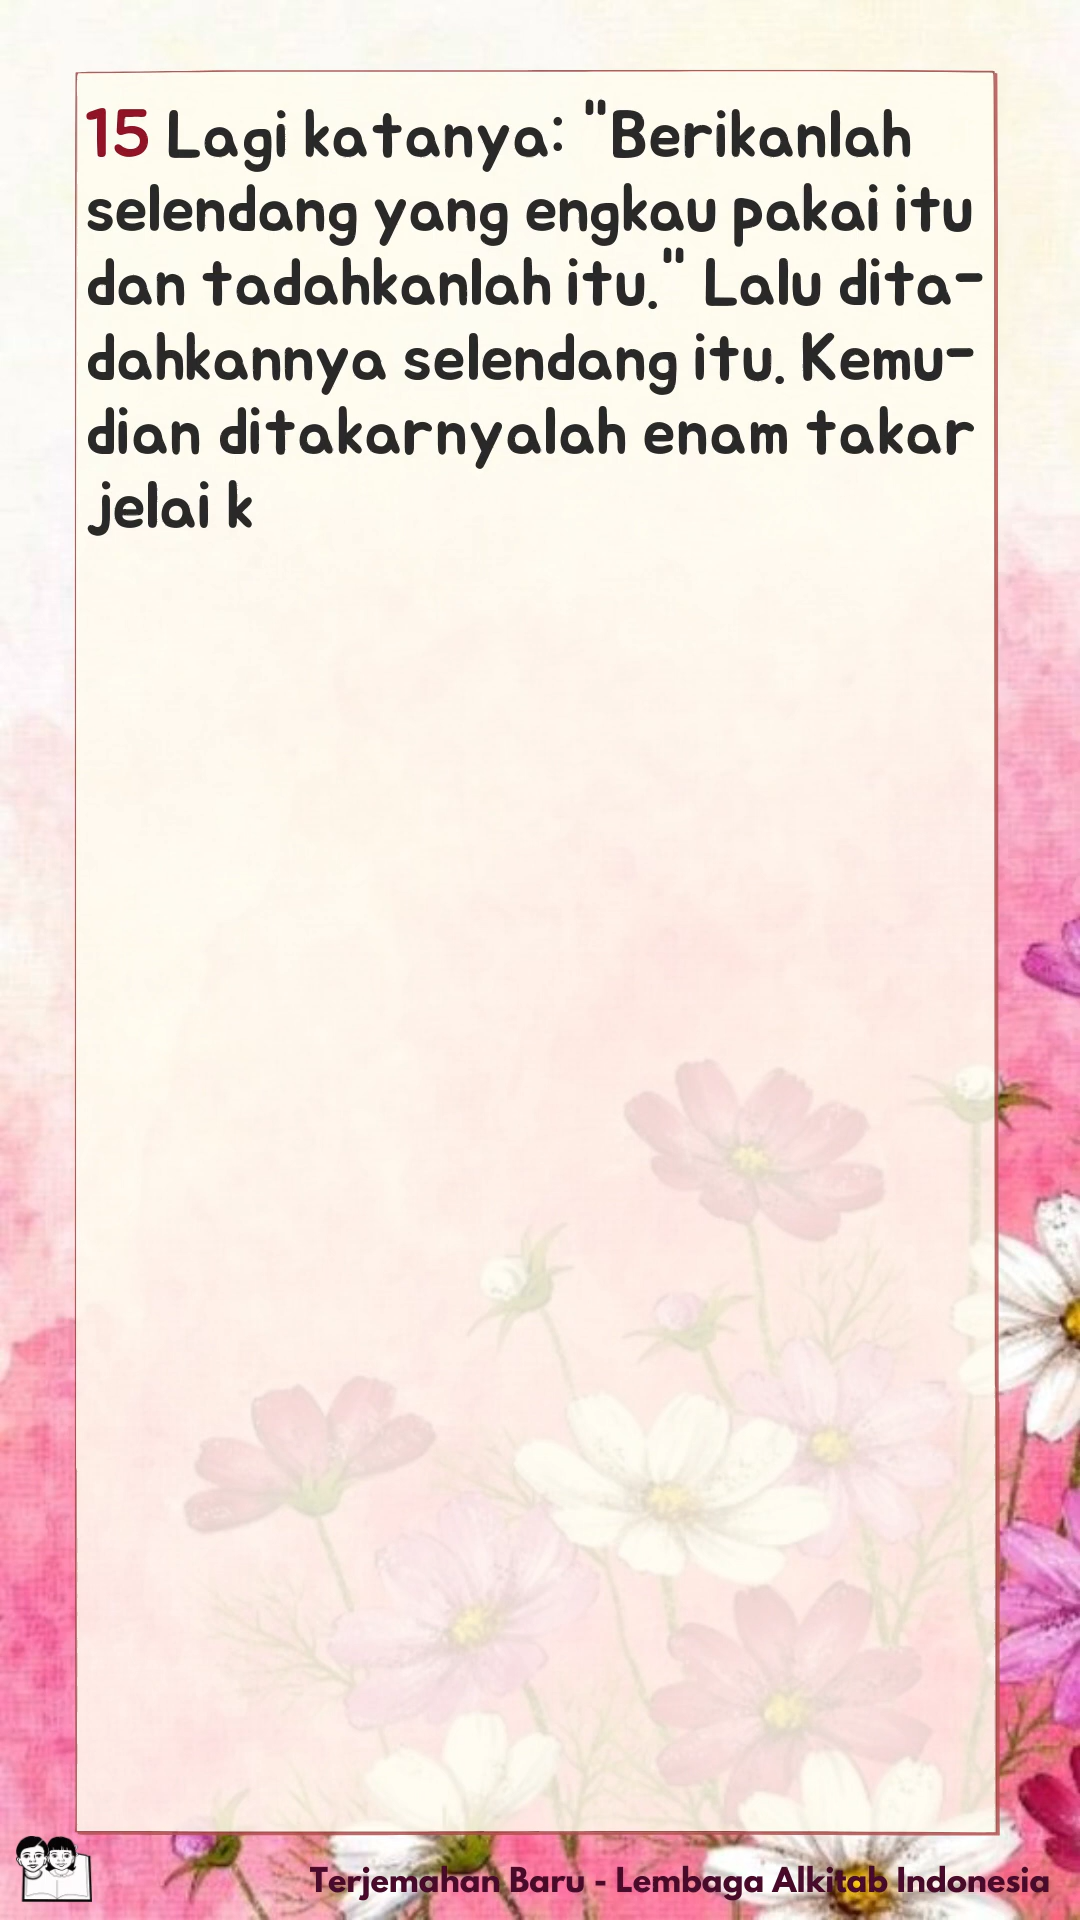 15 Lagi katanya: "Berikanlah
selendang yang engkau pakai itu
dan tadahkanlah itu." Lalu dita-
dahkannya selendang itu. Kemu-
dian ditakarnyalah enam takar
jelai k
Terjemahan Baru - Lembaga Alkitab Indonesia